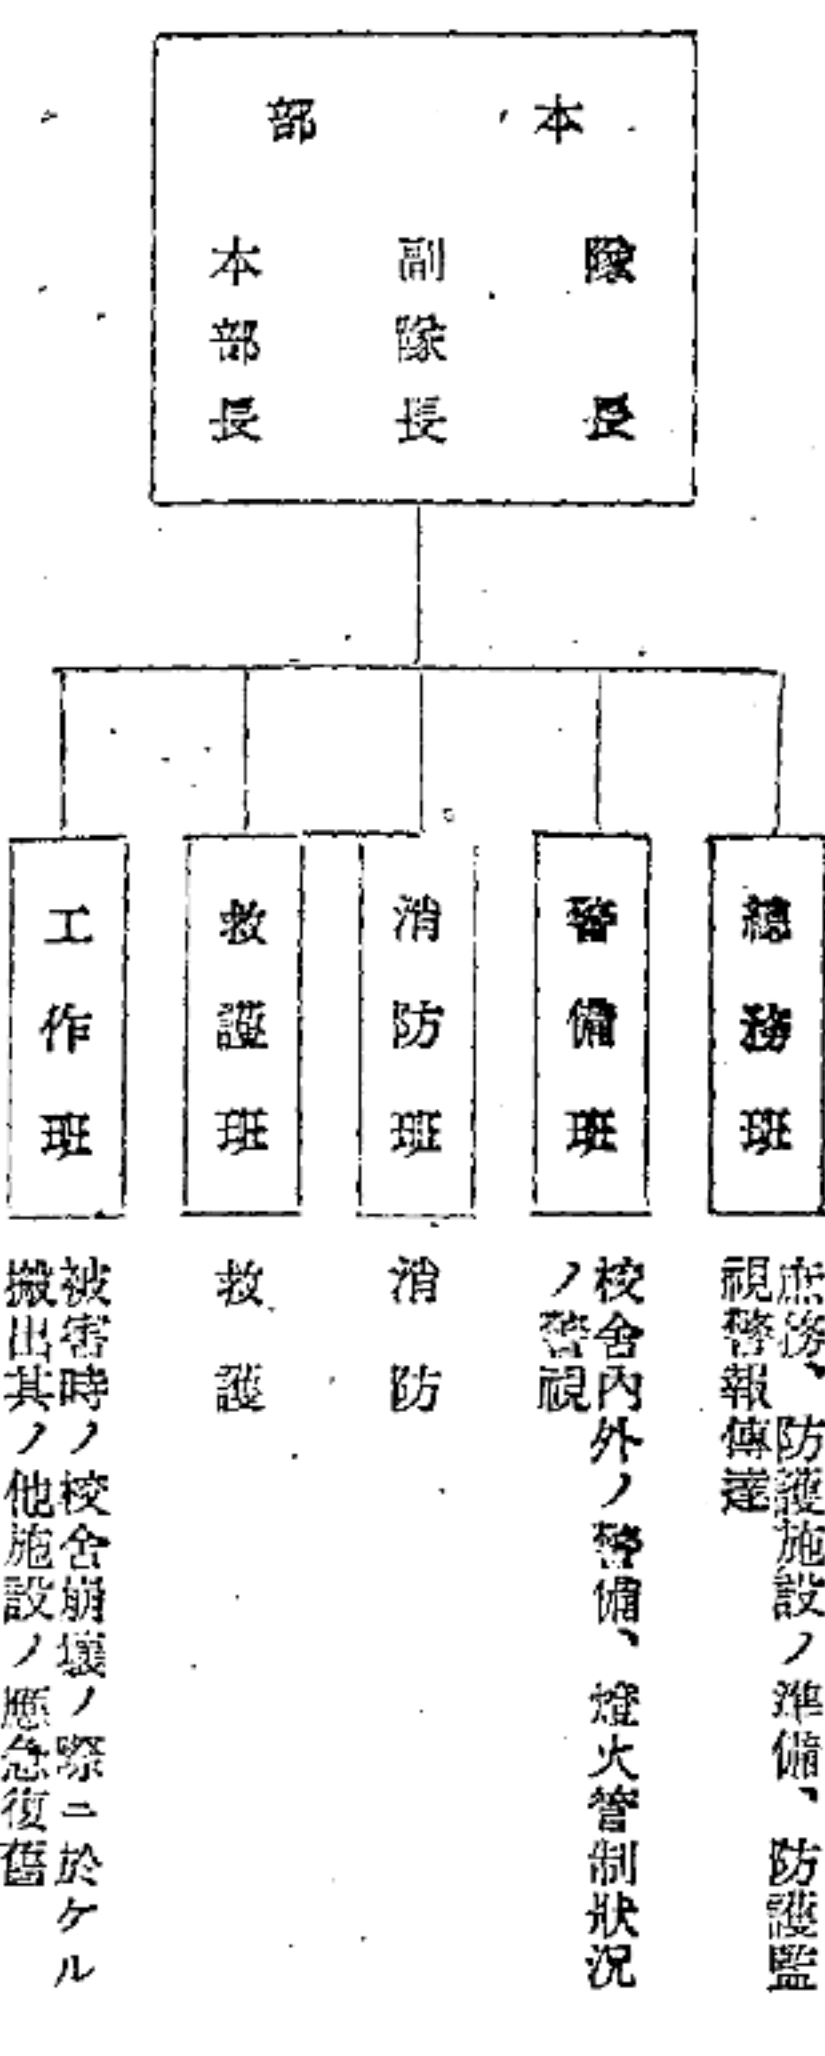 本部
隊長
副隊長
本部長
總務班
庶務、防護施設ノ準備、防護監
視警報傳達
警備班
校舍內外ノ警備、燈火管制狀況
ノ警視
消防班
消防
救護班
救護
工作班
被害時ノ校舍崩壞ノ際ニ於ケル
搬出其ノ他施設ノ應急復舊